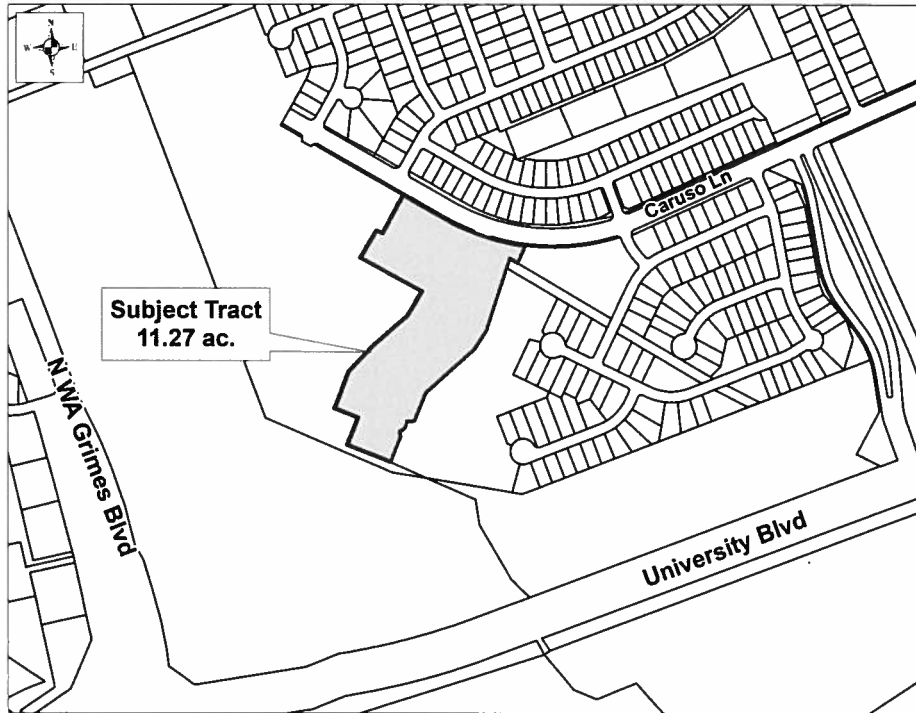 N
W E
S
Caruso Ln
Subject Tract
11.27 ac.
N WA Grimes Blvd
University Blvd